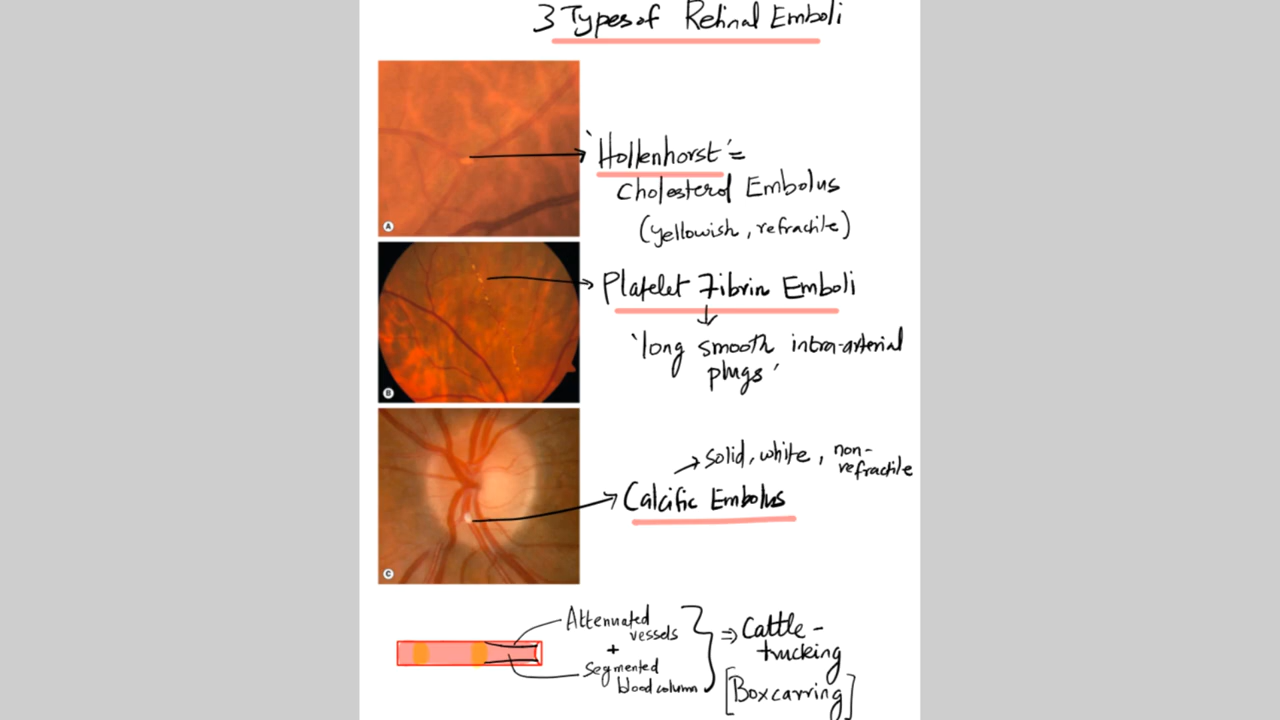 3 Types of Retinal Emboli
'Hollenhorst' =
Cholesterol Embolus
(yellowish, refractile)
A
Platelet Fibrin Emboli
'long smooth intra-arterial
plugs'
B
solid, white, non-
refractile
Calcific Embolus
C
Attenuated
vessels
+
Segmented
blood column
⇒ Cattle-
trucking
[Boxcarring]